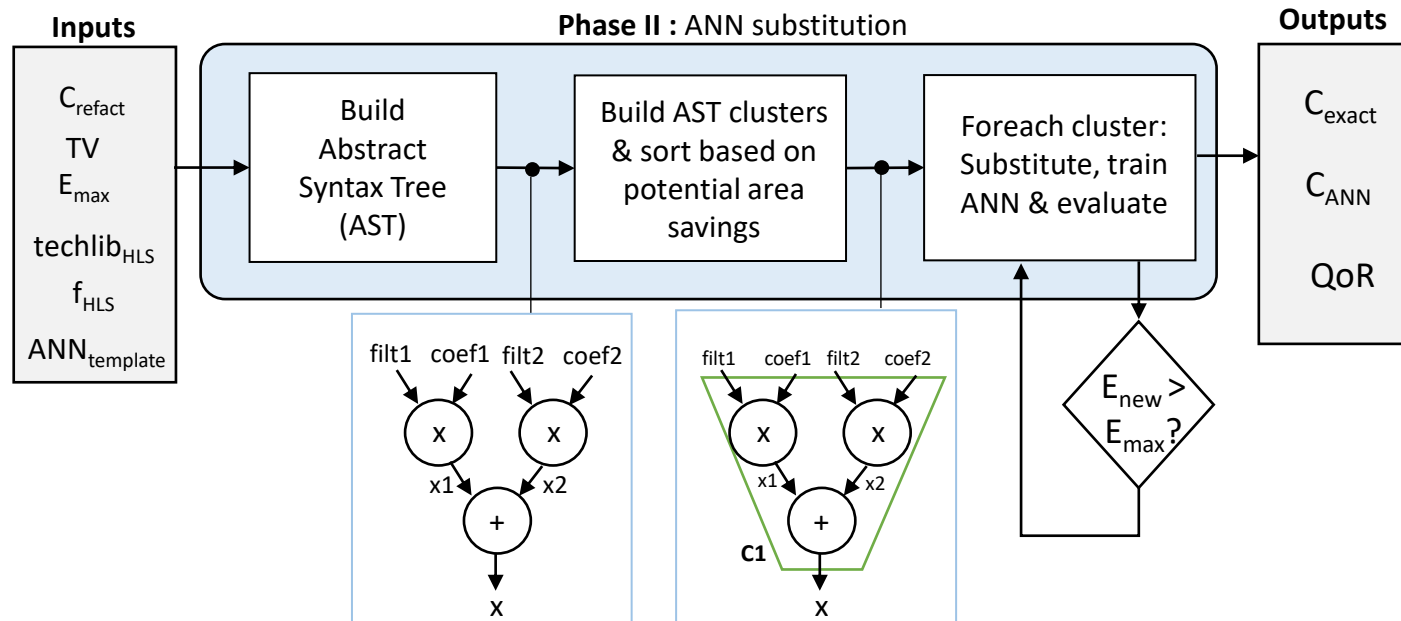 Inputs
C_refact
TV
E_max
techlib_HLS
f_HLS
ANN_template
Phase II : ANN substitution
Build
Abstract
Syntax Tree
(AST)
Build AST clusters
& sort based on
potential area
savings
Foreach cluster:
Substitute, train
ANN & evaluate
Outputs
C_exact
C_ANN
QoR
E_new >
E_max?
filt1 coef1 filt2 coef2
x x
x1 x2
+
x
filt1 coef1 filt2 coef2
x x
x1 x2
+
C1
x